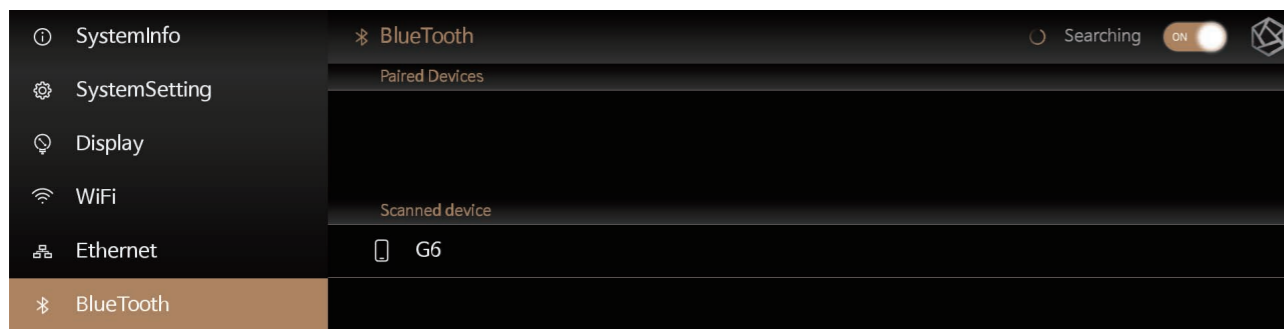 SystemInfo
SystemSetting
Display
WiFi
Ethernet
BlueTooth
BlueTooth
Searching
ON
Paired Devices
Scanned device
G6